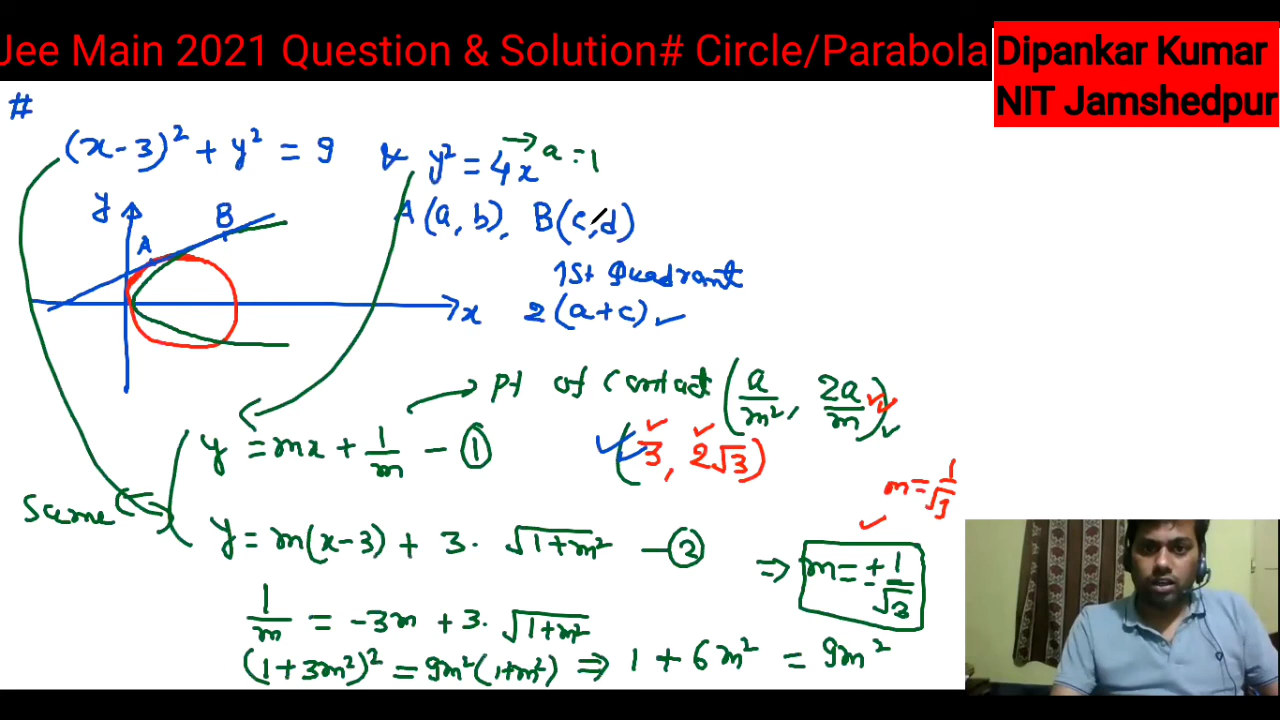 Jee Main 2021 Question & Solution# Circle/Parabola
Dipankar Kumar
NIT Jamshedpur
#
(x-3)² + y² = 9 & y² = 4x → a = 1
A(a, b), B(c, d)
y
A
B
x
1st Quadrant
2(a+c) ✓
→ Pt of Contact (a/m², 2a/m)
y = mx + 1/m - ①
(3, 2√3)
m = 1/√3
Same
y = m(x-3) + 3. √(1+m²) - ②
⇒ m = ± 1/√3
1/m = -3m + 3. √(1+m²)
(1+3m²)² = 9m²(1+m²) ⇒ 1 + 6m² = 9m²